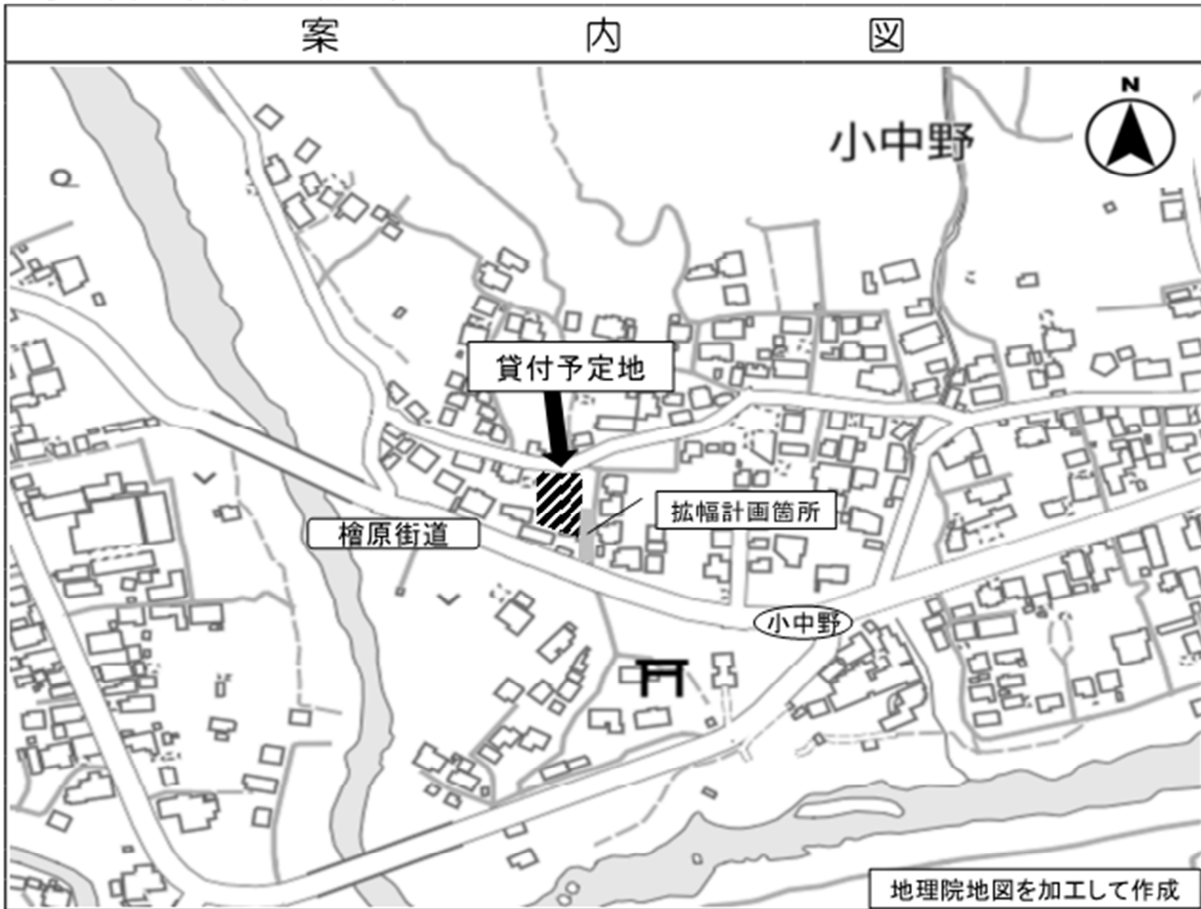 案内図
N
小中野
貸付予定地
拡幅計画箇所
檜原街道
小中野
地理院地図を加工して作成